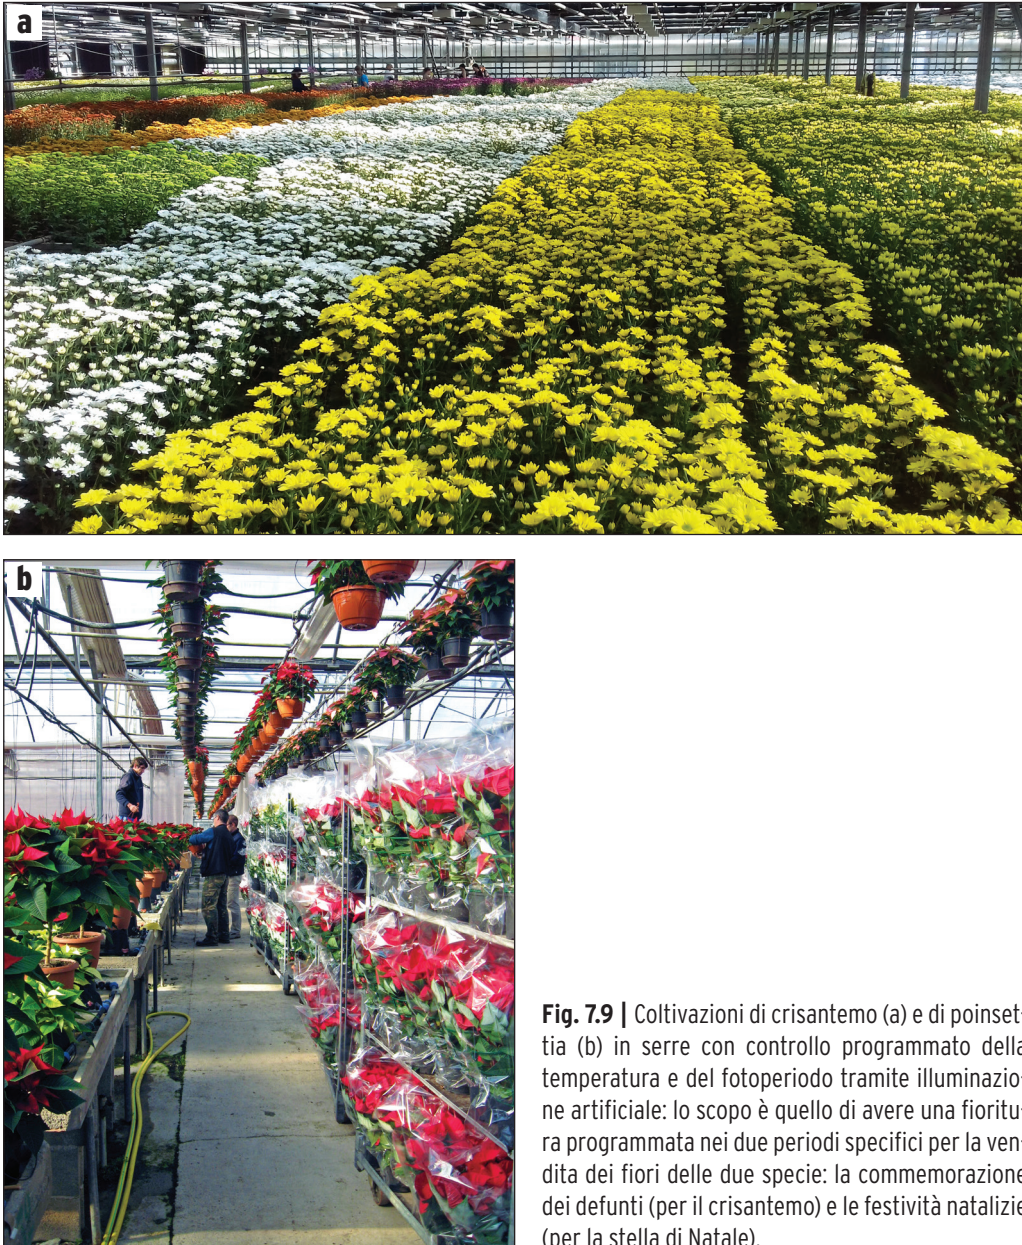 a
b
Fig. 7.9 | Coltivazioni di crisantemo (a) e di poinset-
tia (b) in serre con controllo programmato della
temperatura e del fotoperiodo tramite illuminazio-
ne artificiale: lo scopo è quello di avere una fioritu-
ra programmata nei due periodi specifici per la ven-
dita dei fiori delle due specie: la commemorazione
dei defunti (per il crisantemo) e le festività natalizie
(per la stella di Natale).